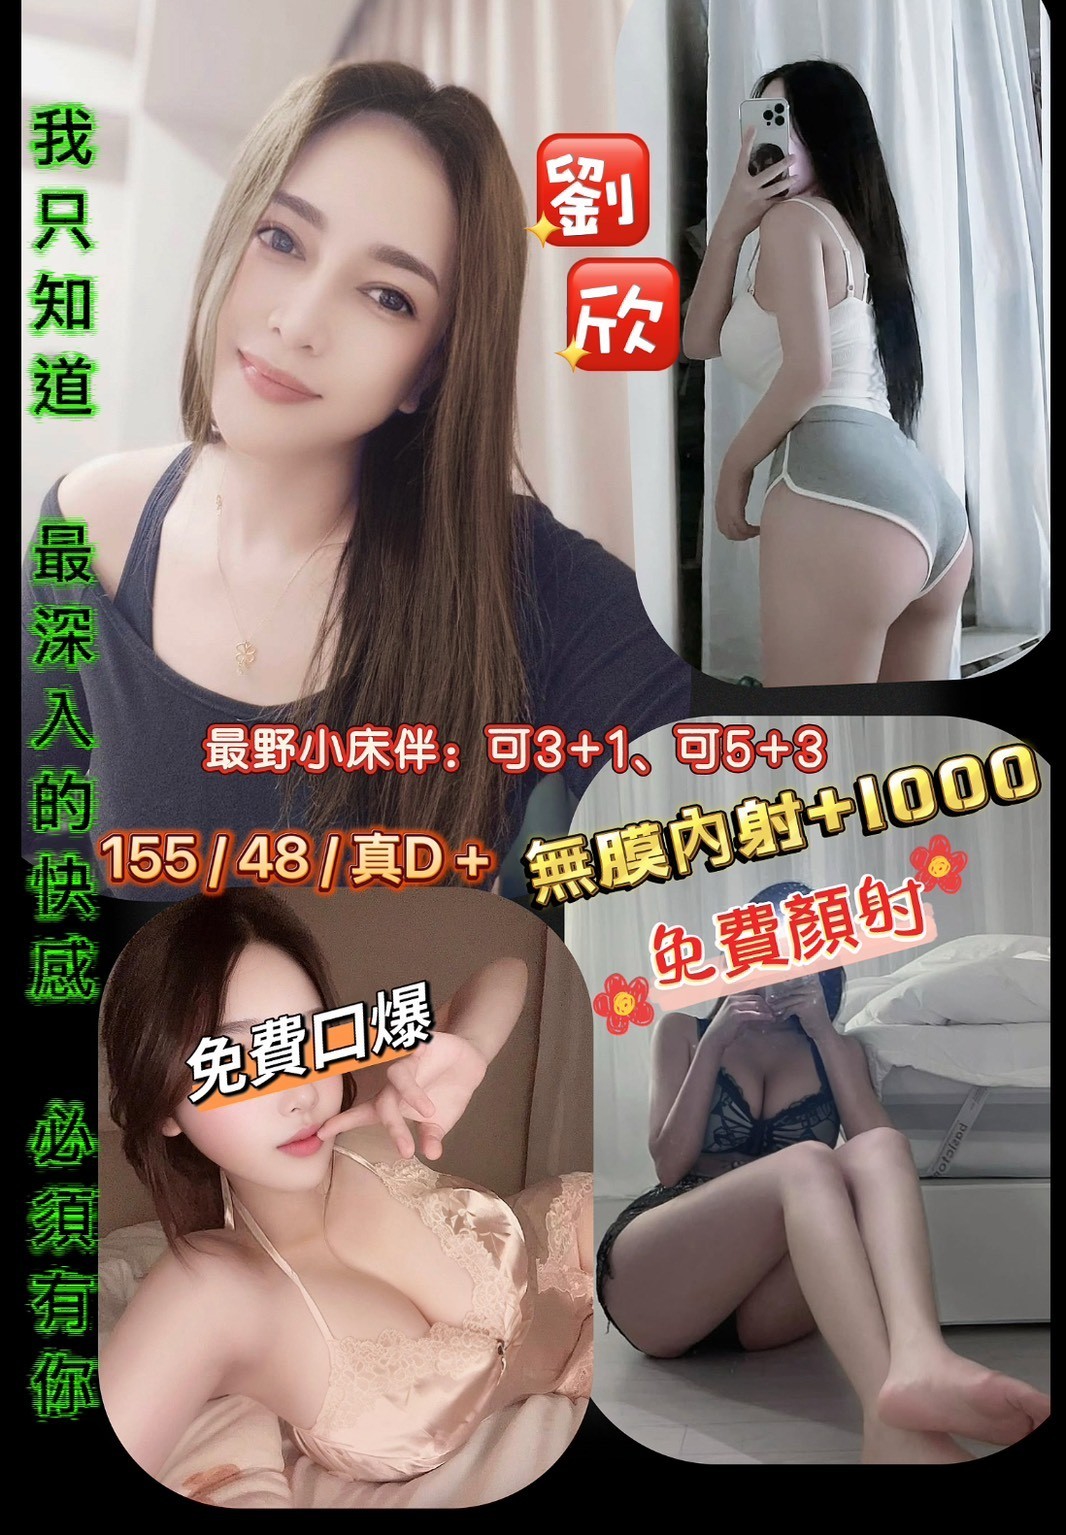 我只知道 最深入的快感 必須有你
劉
欣
最野小床伴：可3+1、可5+3
155/48/真D+
無膜內射+1000
免費顏射
免費口爆
basictofo